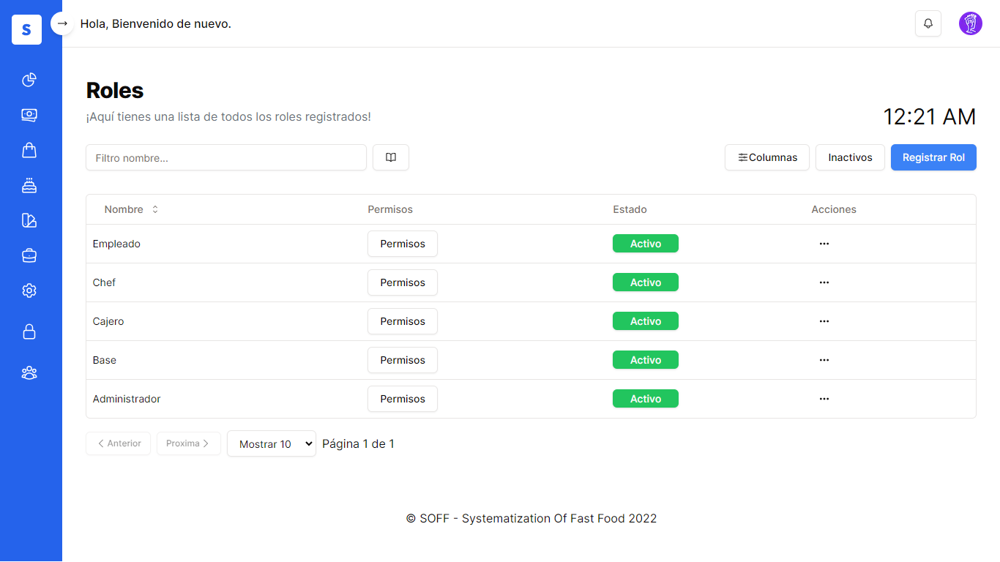 S
Hola, Bienvenido de nuevo.
Roles
¡Aquí tienes una lista de todos los roles registrados!
12:21 AM
Filtro nombre...
Columnas Inactivos Registrar Rol
Nombre Permisos Estado Acciones
Empleado Permisos Activo
Chef Permisos Activo
Cajero Permisos Activo
Base Permisos Activo
Administrador Permisos Activo
Anterior Proxima Mostrar 10 Página 1 de 1
© SOFF - Systematization Of Fast Food 2022